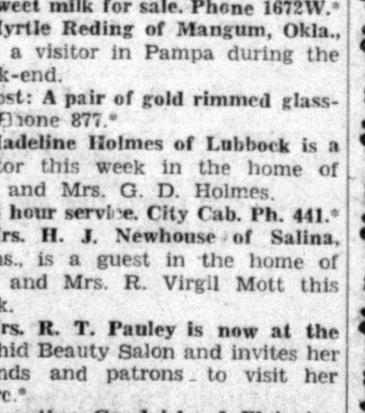 weet milk for sale. Phone 1672W.*
yrtle Reding of Mangum, Okla.,
a visitor in Pampa during the
k-end.
ost: A pair of gold rimmed glass-
Phone 877.*
adeline Holmes of Lubbock is a
tor this week in the home of
and Mrs. G. D. Holmes.
hour service. City Cab. Ph. 441.*
rs. H. J. Newhouse of Salina,
s., is a guest in the home of
and Mrs. R. Virgil Mott this
k.
rs. R. T. Pauley is now at the
hid Beauty Salon and invites her
nds and patrons to visit her
e.*